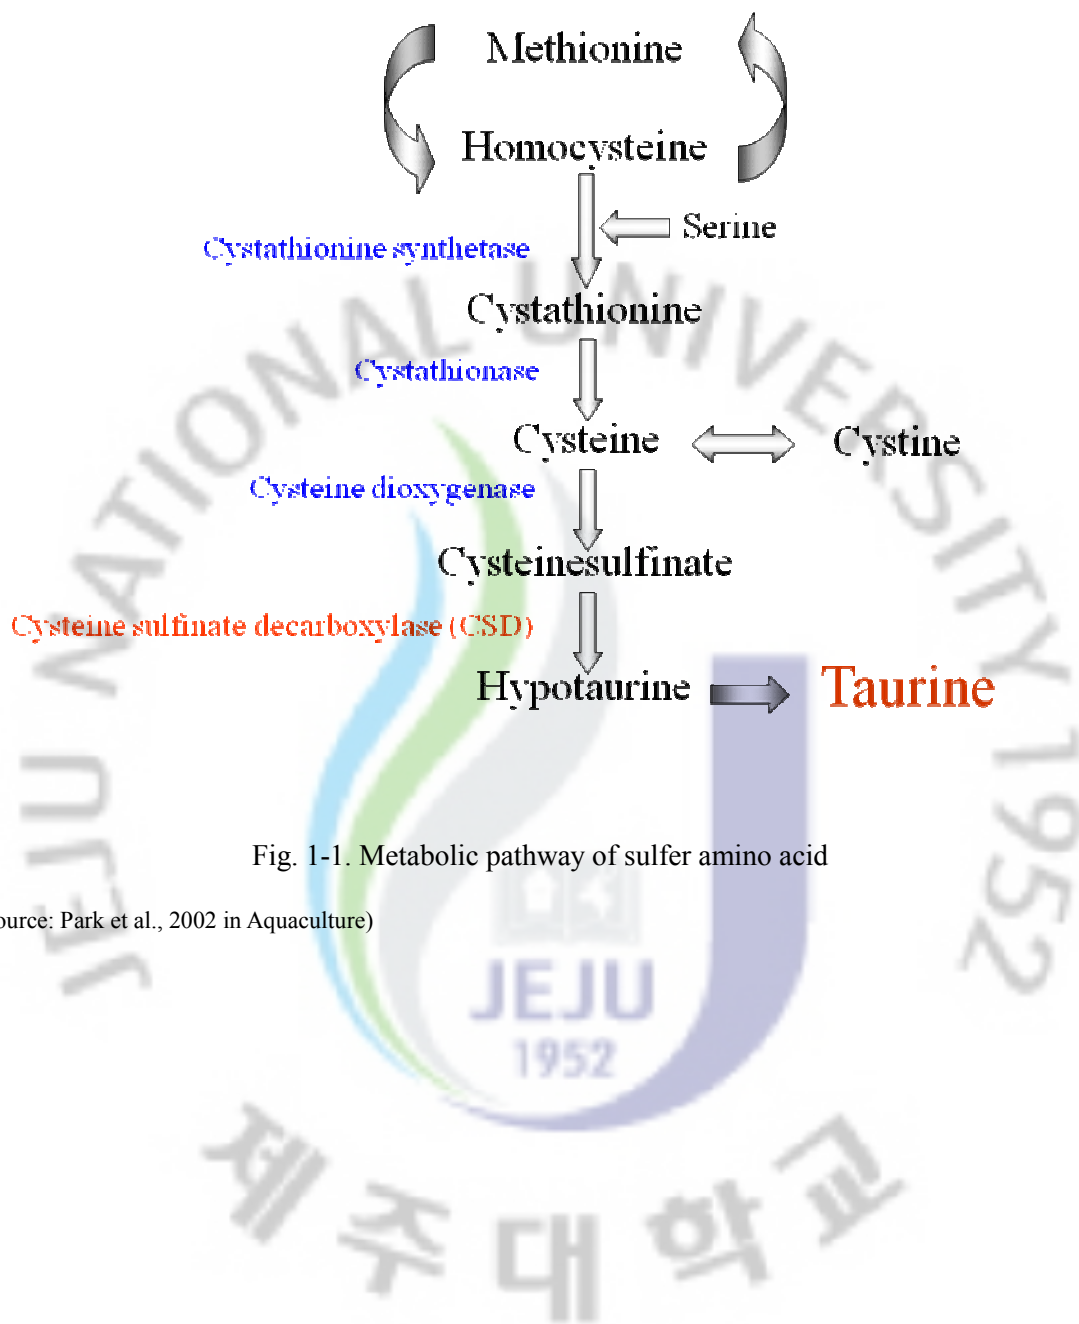 Methionine
Homocysteine
Serine
Cystathionine synthetase
Cystathionine
Cystathionase
Cysteine
Cystine
Cysteine dioxygenase
Cysteinesulfinate
Cysteine sulfinate decarboxylase (CSD)
Hypotaurine
Taurine
Fig. 1-1. Metabolic pathway of sulfer amino acid
ource: Park et al., 2002 in Aquaculture)
JEJU NATIONAL UNIVERSITY 1952
JEJU
1952
제주대학교